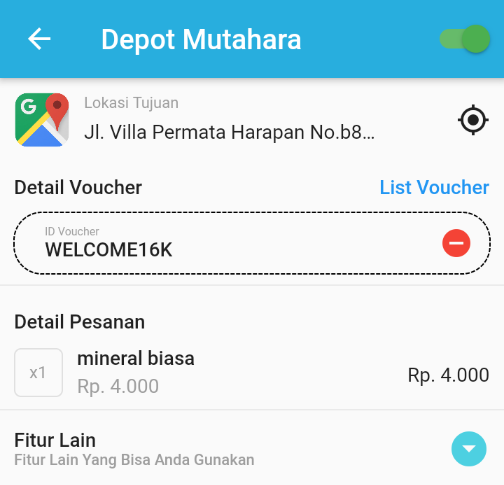 Depot Mutahara
G
Lokasi Tujuan
Jl. Villa Permata Harapan No.b8...
Detail Voucher
List Voucher
ID Voucher
WELCOME16K
Detail Pesanan
x1
mineral biasa
Rp. 4.000
Rp. 4.000
Fitur Lain
Fitur Lain Yang Bisa Anda Gunakan